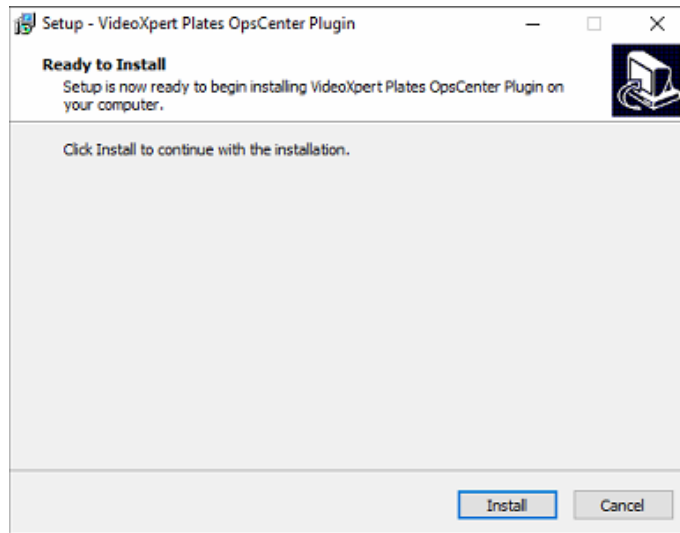 Setup - VideoXpert Plates OpsCenter Plugin
Ready to Install
Setup is now ready to begin installing VideoXpert Plates OpsCenter Plugin on
your computer.
Click Install to continue with the installation.
Install
Cancel